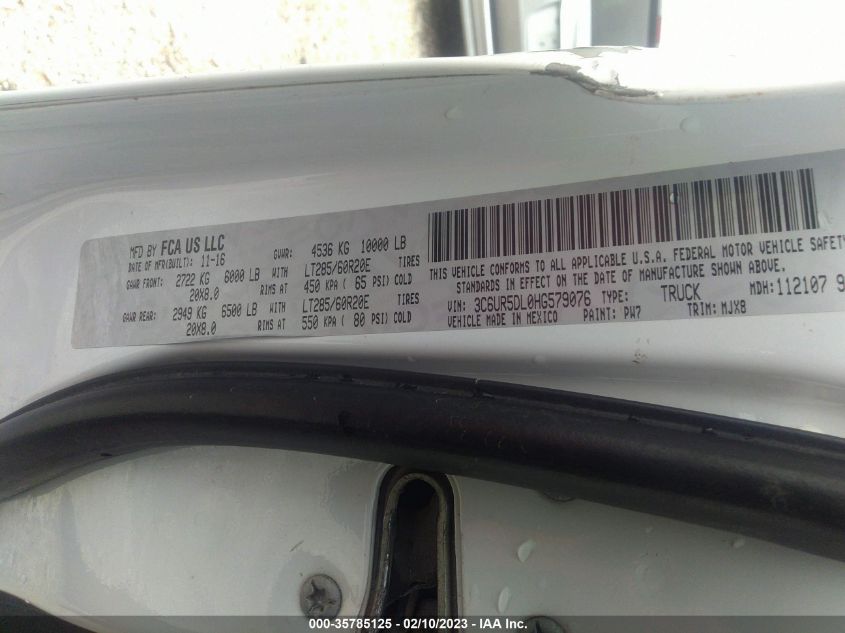 MFD BY FCA US LLC
DATE OF MFR(BUILT): 11-16 GVWR: 4536 KG 10000 LB
GAWR FRONT: 2722 KG 6000 LB WITH LT285/60R20E TIRES
20X8.0 RIMS AT 450 KPA ( 65 PSI) COLD
GAWR REAR: 2949 KG 6500 LB WITH LT285/60R20E TIRES
20X8.0 RIMS AT 550 KPA ( 80 PSI) COLD
THIS VEHICLE CONFORMS TO ALL APPLICABLE U.S.A. FEDERAL MOTOR VEHICLE SAFETY
STANDARDS IN EFFECT ON THE DATE OF MANUFACTURE SHOWN ABOVE.
VIN: 3C6UR5DL0HG579076 TYPE: TRUCK MDH:112107 9
VEHICLE MADE IN MEXICO PAINT: PW7 TRIM: MJX8
000-35785125 - 02/10/2023 - IAA Inc.